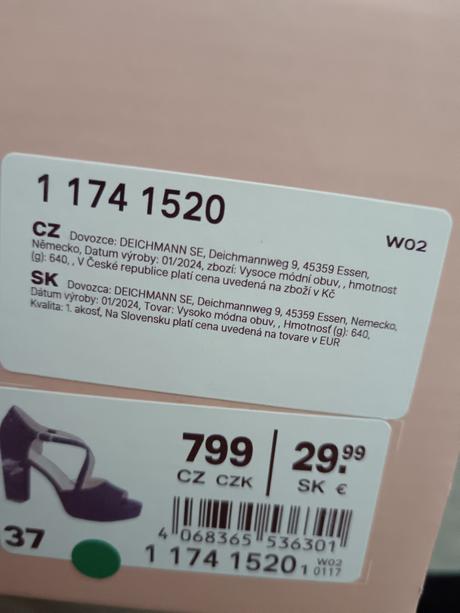 1 174 1520
W02
CZ Dovozce: DEICHMANN SE, Deichmannweg 9, 45359 Essen,
Německo, Datum výroby: 01/2024, zboží: Vysoce módní obuv, , hmotnost
(g): 640, , V České republice platí cena uvedená na zboží v Kč
SK Dovozca: DEICHMANN SE, Deichmannweg 9, 45359 Essen, Nemecko,
Dátum výroby: 01/2024, Tovar: Vysoko módna obuv, , Hmotnosť (g): 640,
Kvalita: 1. akosť, Na Slovensku platí cena uvedená na tovare v EUR
799 29.99
CZ CZK SK €
4 068365 536301
37
1 174 1520 1 W02
0117